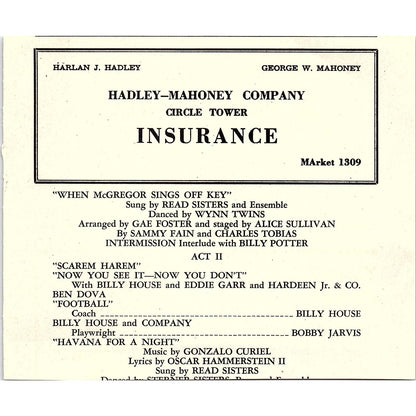 HARLAN J. HADLEY GEORGE W. MAHONEY
HADLEY—MAHONEY COMPANY
CIRCLE TOWER
INSURANCE
MArket 1309
"WHEN McGREGOR SINGS OFF KEY"
Sung by READ SISTERS and Ensemble
Danced by WYNN TWINS
Arranged by GAE FOSTER and staged by ALICE SULLIVAN
By SAMMY FAIN and CHARLES TOBIAS
INTERMISSION Interlude with BILLY POTTER
ACT II
"SCAREM HAREM"
"NOW YOU SEE IT—NOW YOU DON'T"
With BILLY HOUSE and EDDIE GARR and HARDEEN Jr. & CO.
BEN DOVA
"FOOTBALL"
Coach BILLY HOUSE
BILLY HOUSE and COMPANY
Playwright BOBBY JARVIS
"HAVANA FOR A NIGHT"
Music by GONZALO CURIEL
Lyrics by OSCAR HAMMERSTEIN II
Sung by READ SISTERS
Danced by STERNER SISTERS,